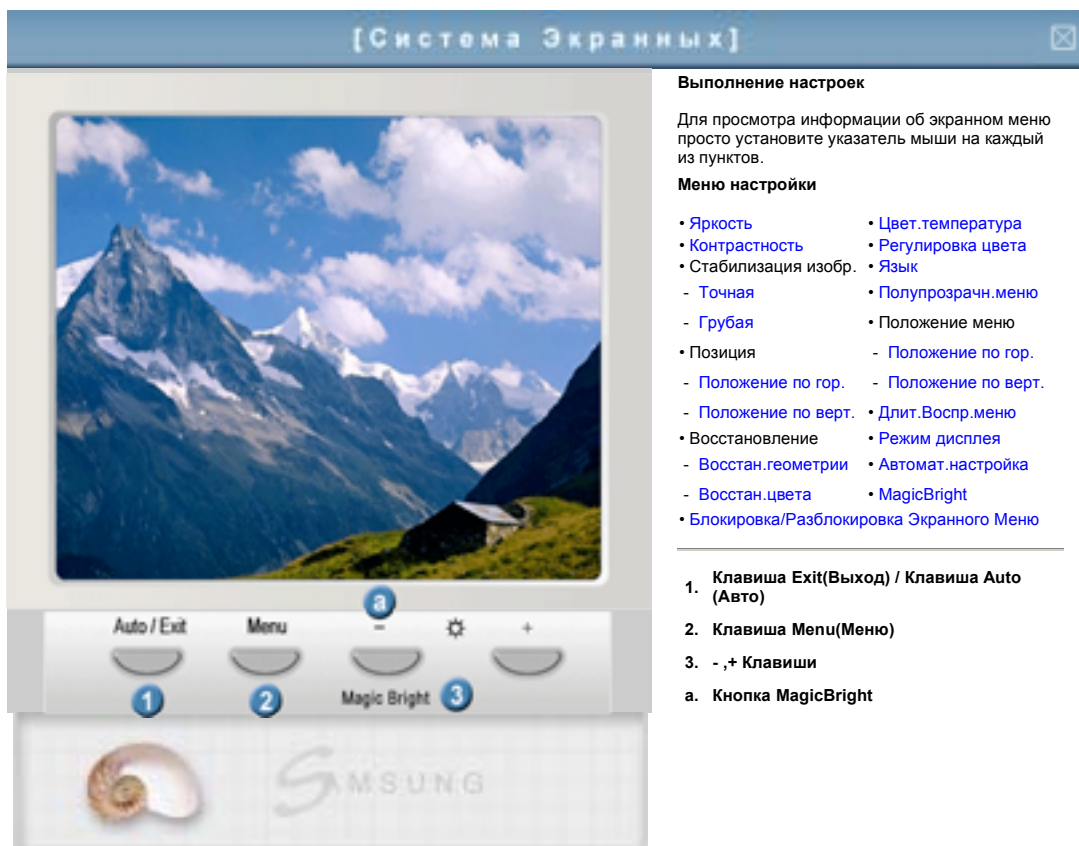 [Система Экранных]
Выполнение настроек
Для просмотра информации об экранном меню
просто установите указатель мыши на каждый
из пунктов.
Меню настройки
• Яркость
• Контрастность
• Стабилизация изобр.
- Точная
- Грубая
• Позиция
- Положение по гор.
- Положение по верт.
• Восстановление
- Восстан.геометрии
- Восстан.цвета
• Цвет.температура
• Регулировка цвета
• Язык
• Полупрозрачн.меню
• Положение меню
- Положение по гор.
- Положение по верт.
• Длит.Воспр.меню
• Режим дисплея
• Автомат.настройка
• MagicBright
• Блокировка/Разблокировка Экранного Меню
1. Клавиша Exit(Выход) / Клавиша Auto
(Авто)
2. Клавиша Menu(Меню)
3. - ,+ Клавиши
a. Кнопка MagicBright
a
Auto / Exit Menu - +
1 2 Magic Bright 3
SAMSUNG